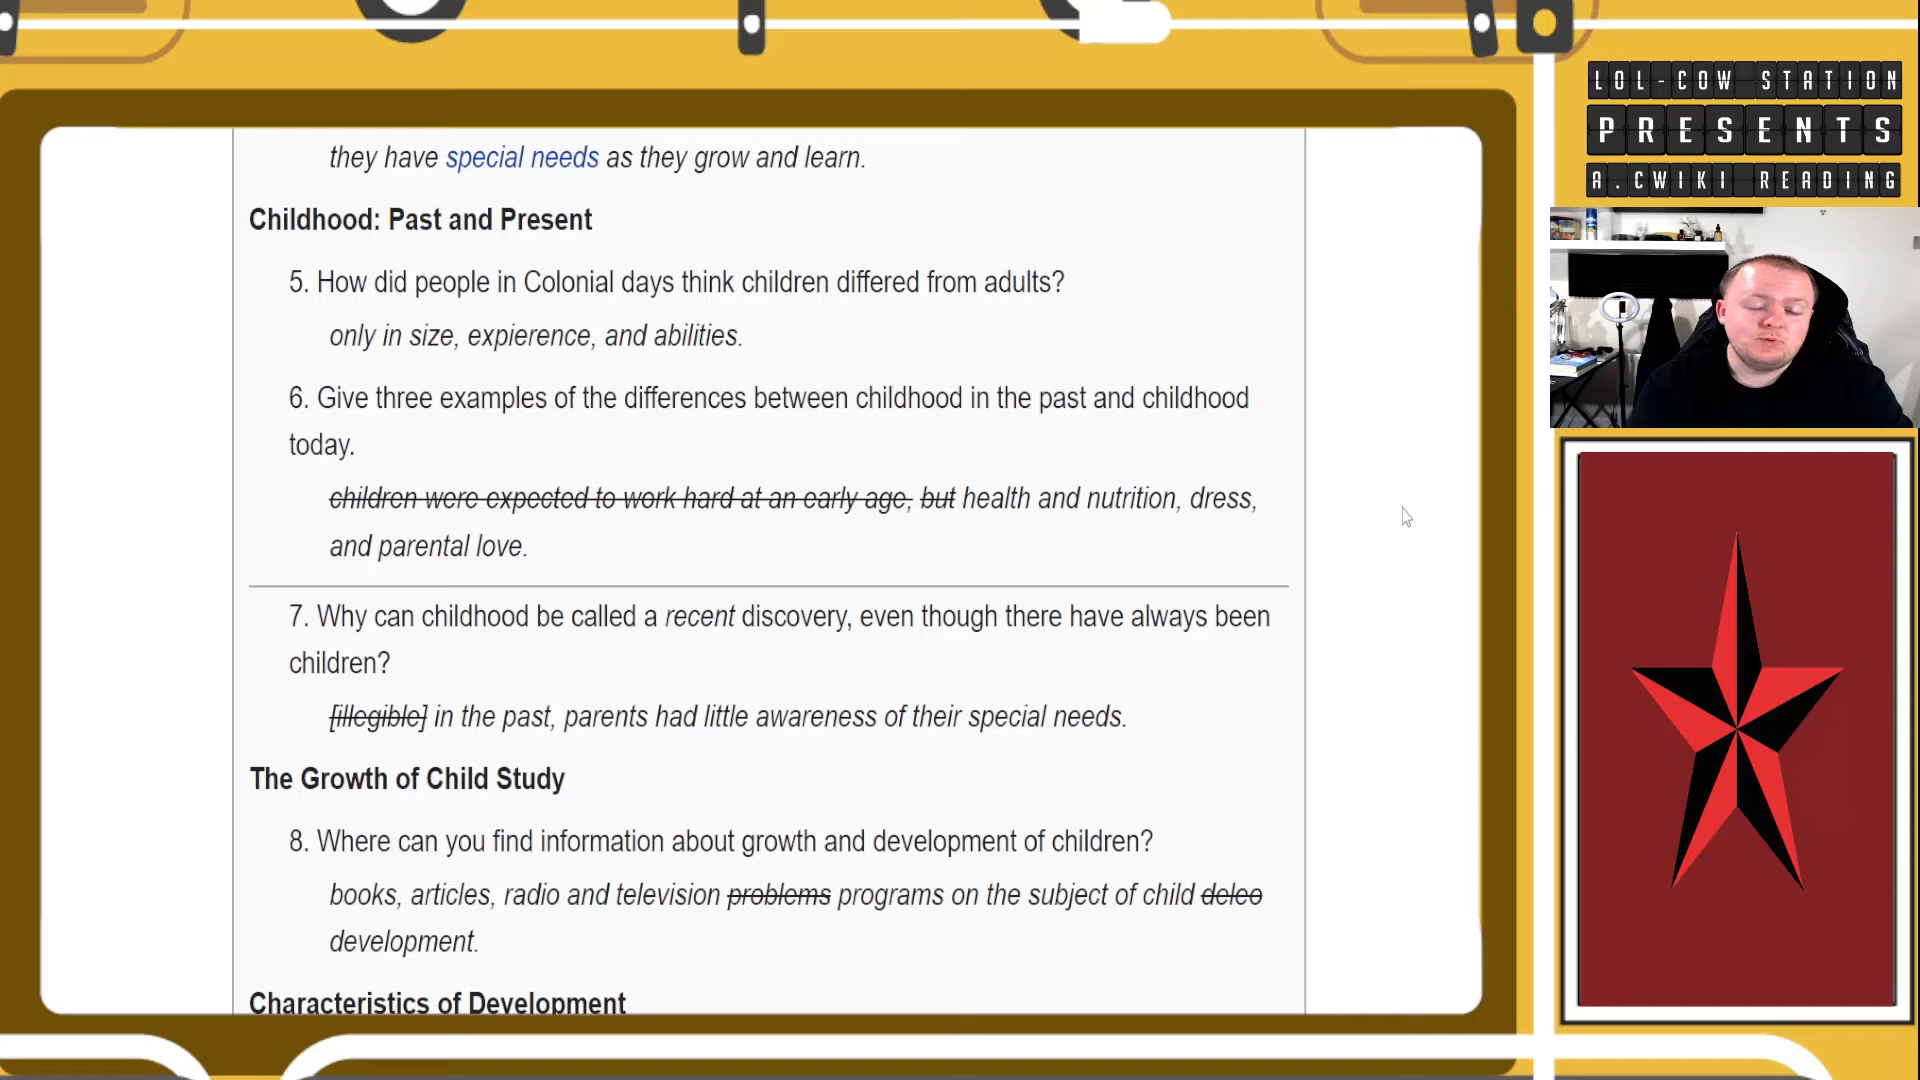 they have special needs as they grow and learn.
Childhood: Past and Present
5. How did people in Colonial days think children differed from adults?
only in size, expierence, and abilities.
6. Give three examples of the differences between childhood in the past and childhood
today.
children were expected to work hard at an early age, but health and nutrition, dress,
and parental love.
7. Why can childhood be called a recent discovery, even though there have always been
children?
[illegible] in the past, parents had little awareness of their special needs.
The Growth of Child Study
8. Where can you find information about growth and development of children?
books, articles, radio and television problems programs on the subject of child deleo
development.
Characteristics of Development
LOL-COW STATION
PRESENTS
A.CWIKI READING